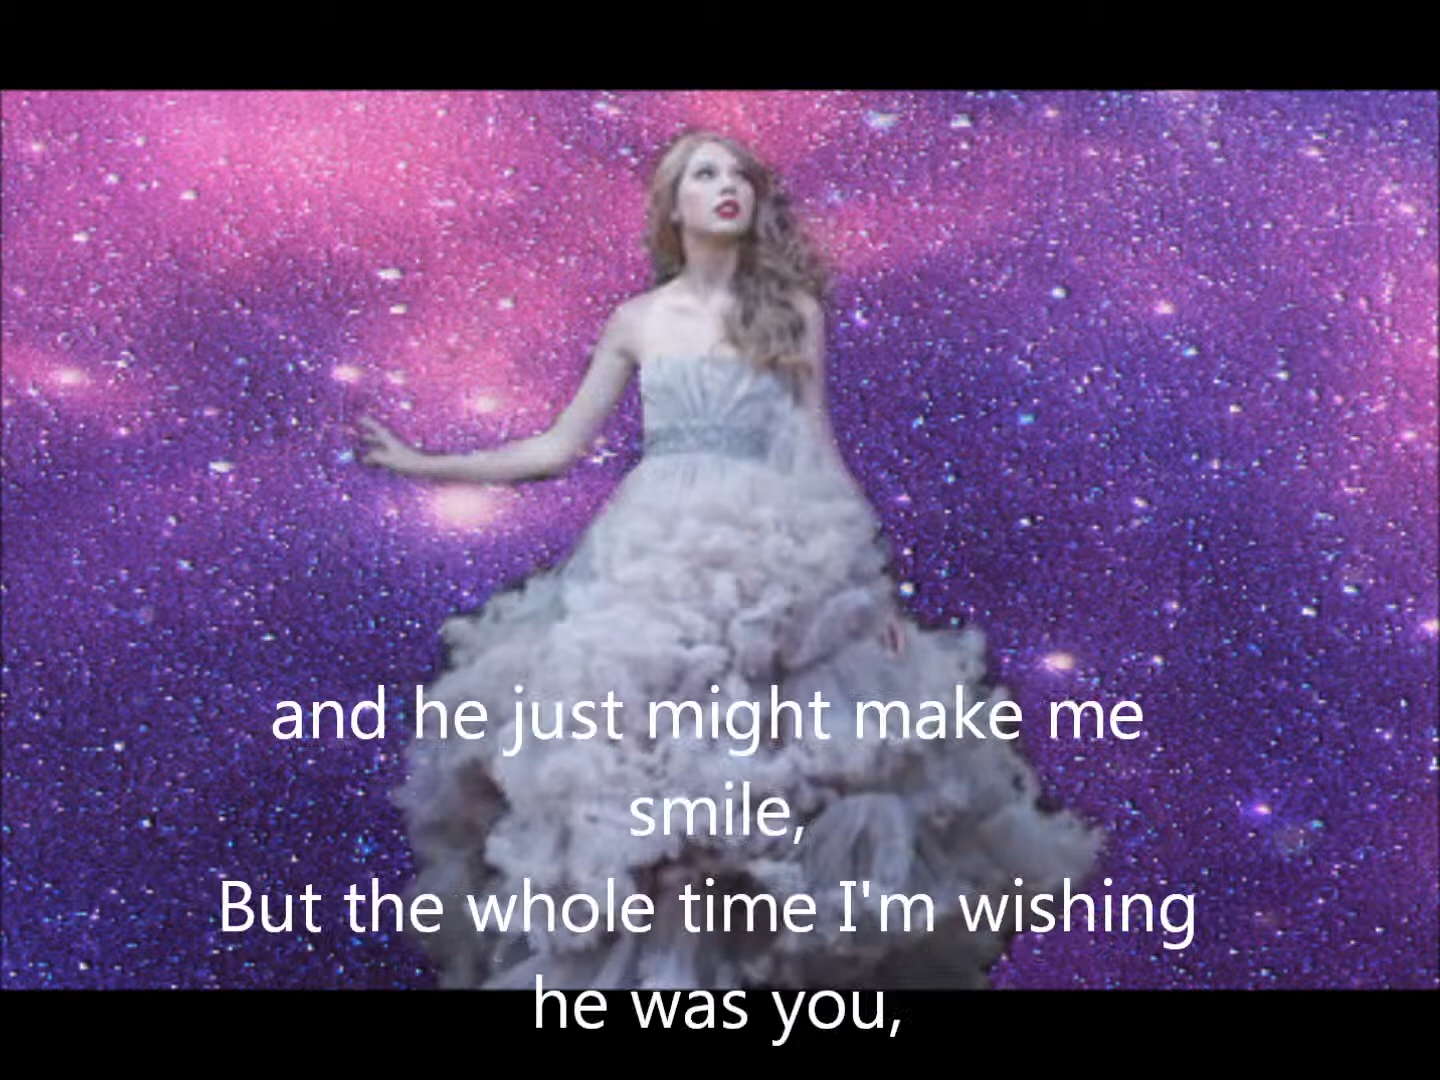 and he just might make me
smile,
But the whole time I'm wishing
he was you,